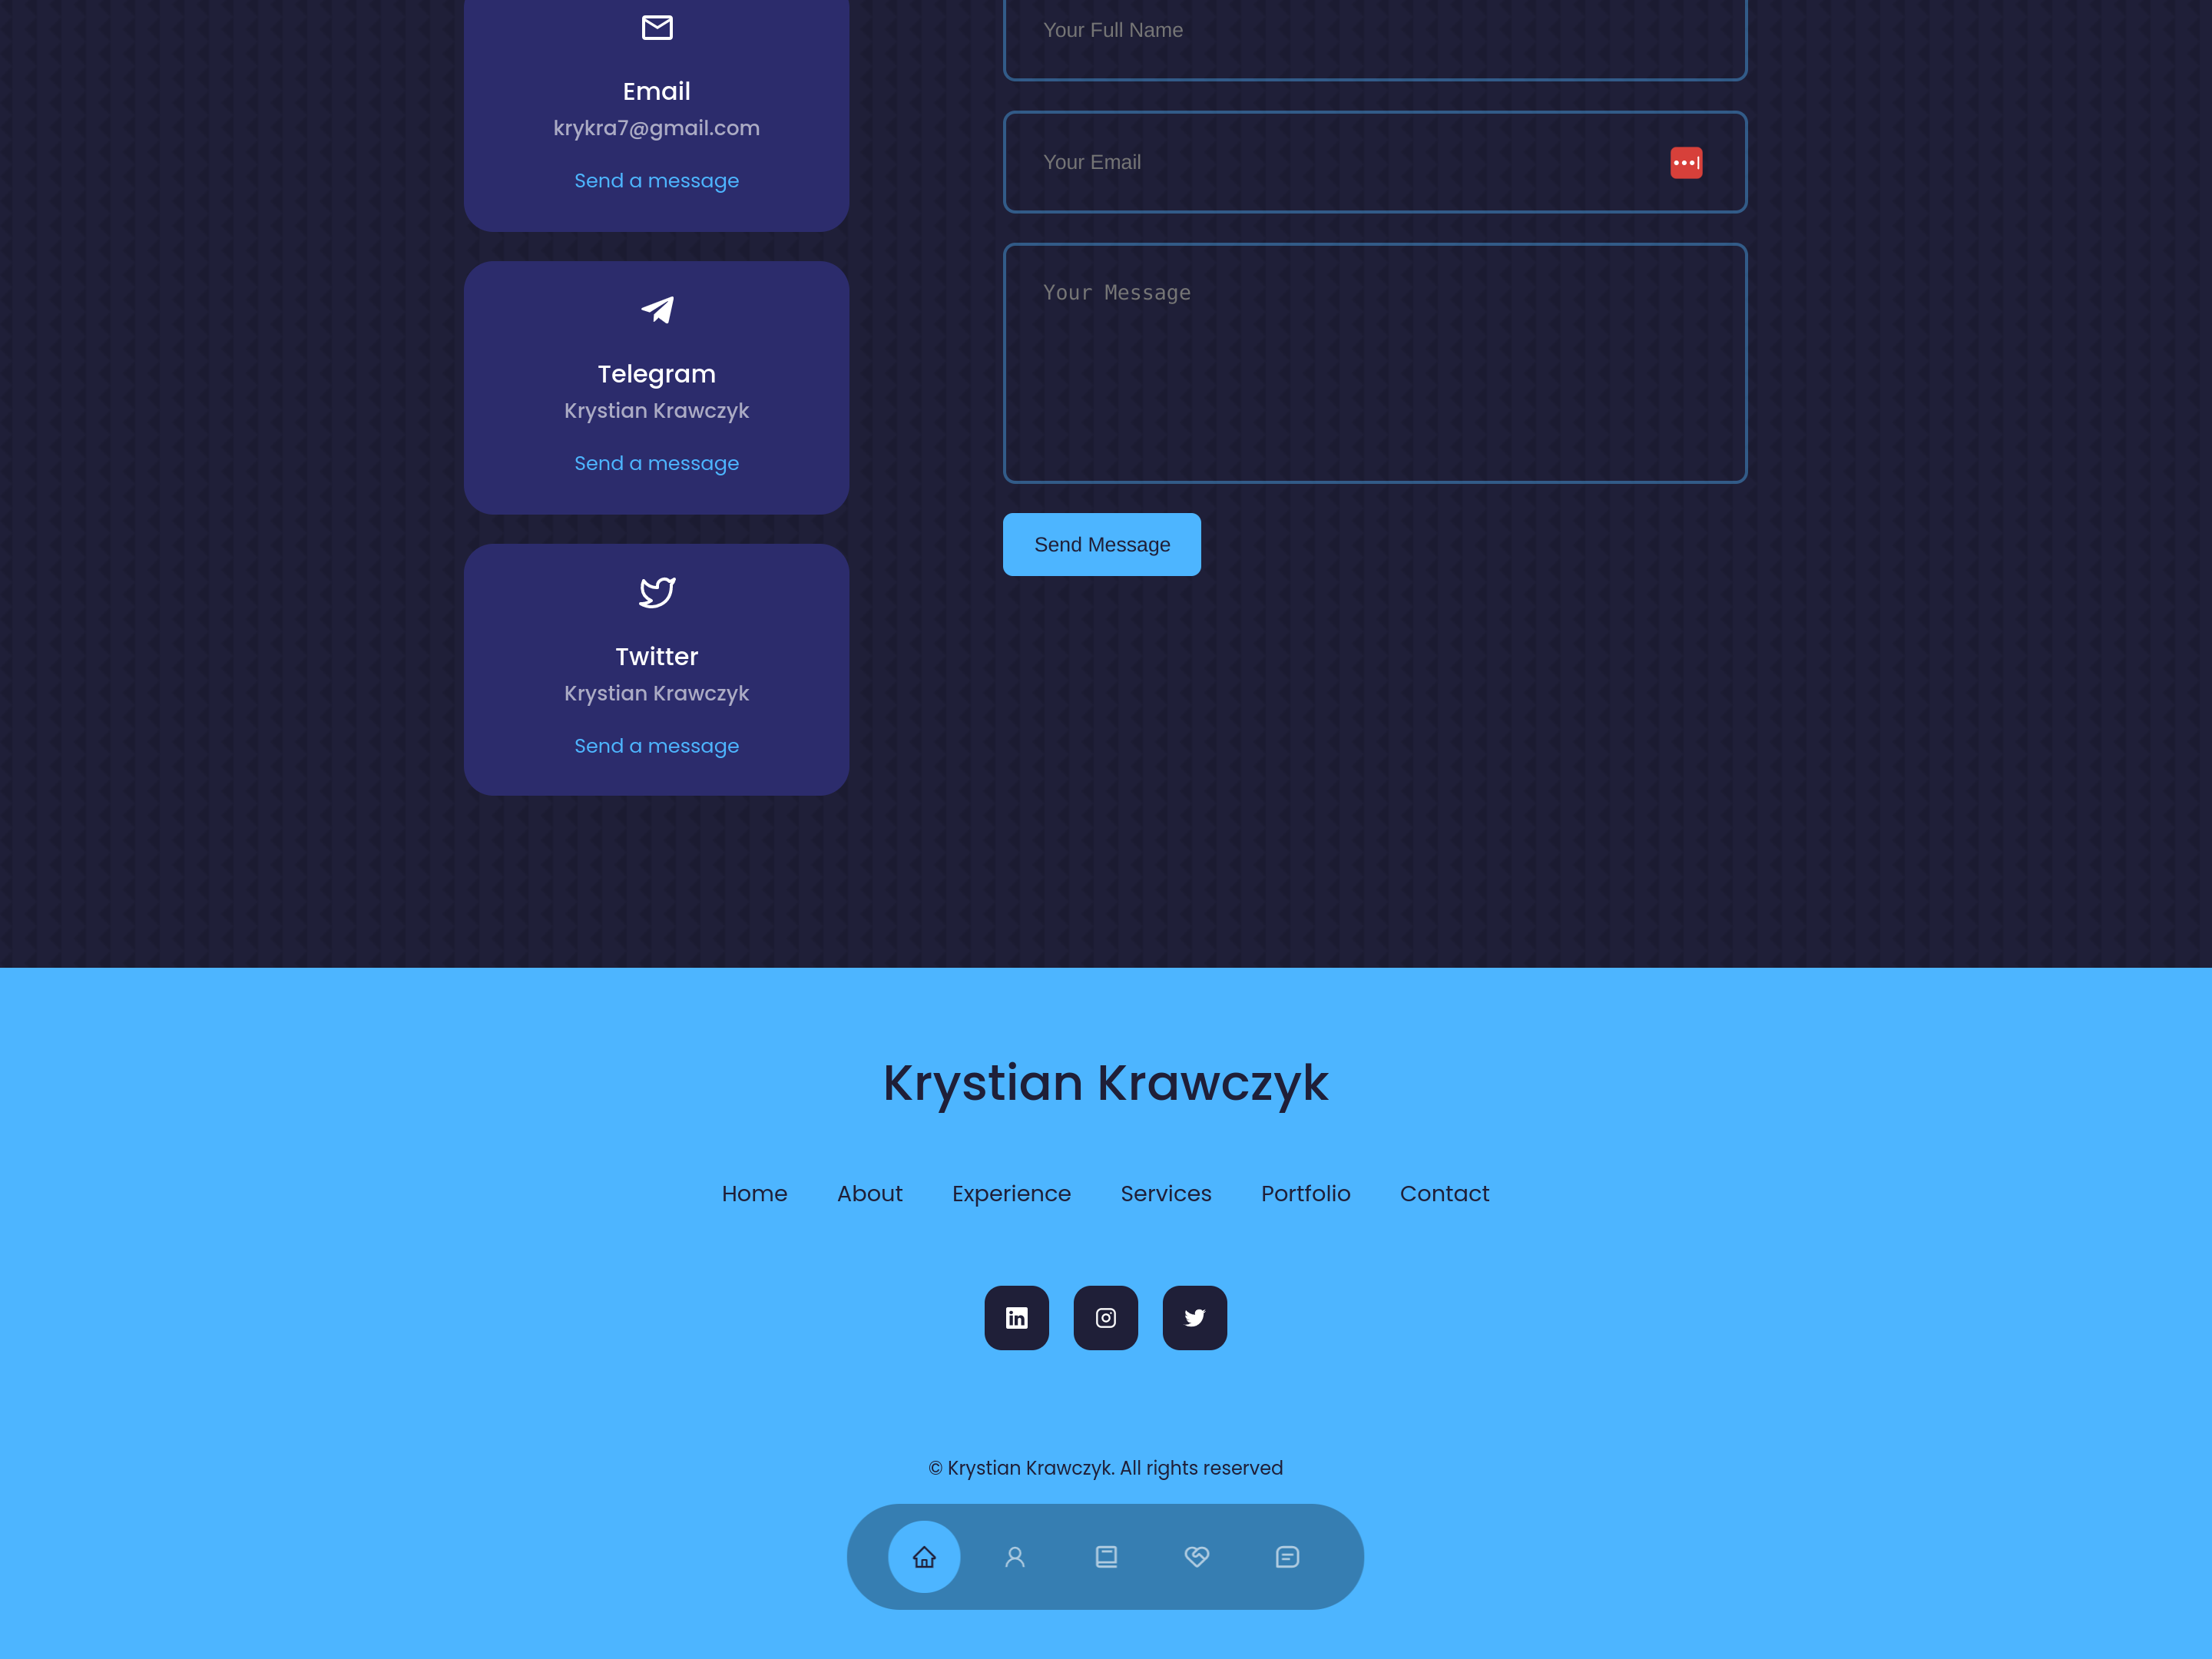 Email
krykra7@gmail.com
Send a message
Telegram
Krystian Krawczyk
Send a message
Twitter
Krystian Krawczyk
Send a message
Your Full Name
Your Email
Your Message
Send Message
Krystian Krawczyk
Home About Experience Services Portfolio Contact
© Krystian Krawczyk. All rights reserved